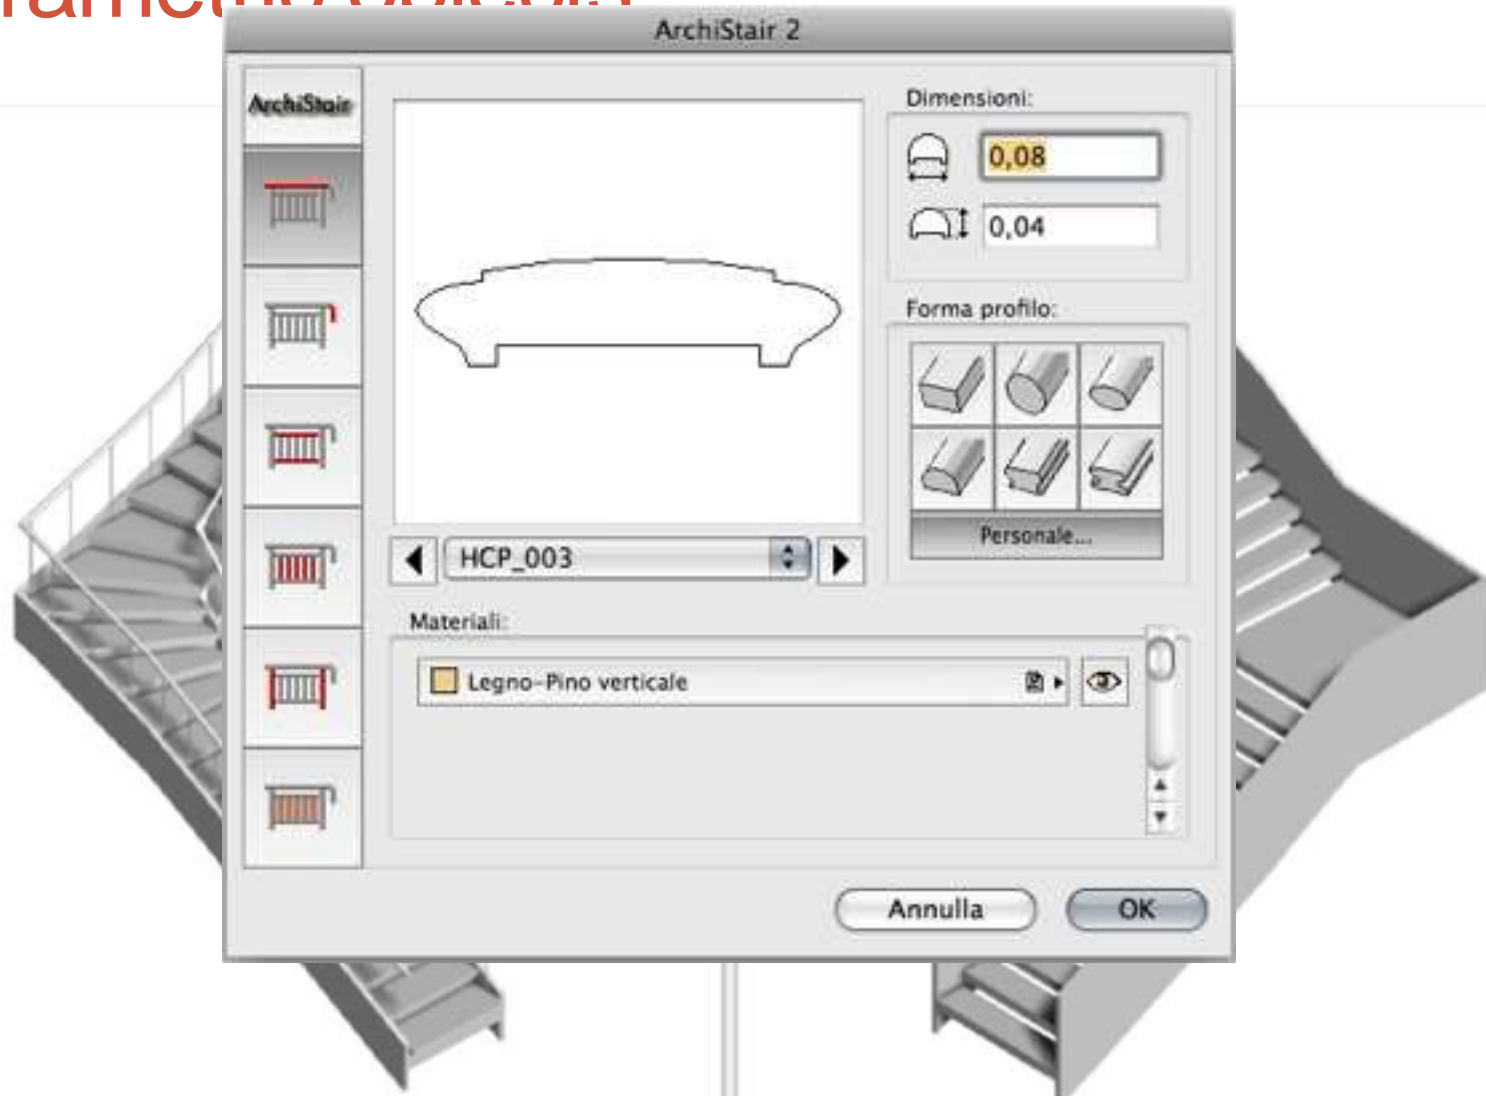 ArchiStair 2
ArchiStair
Dimensioni:
0,08
0,04
Forma profilo:
Personale...
HCP_003
Materiali:
Legno-Pino verticale
Annulla
OK